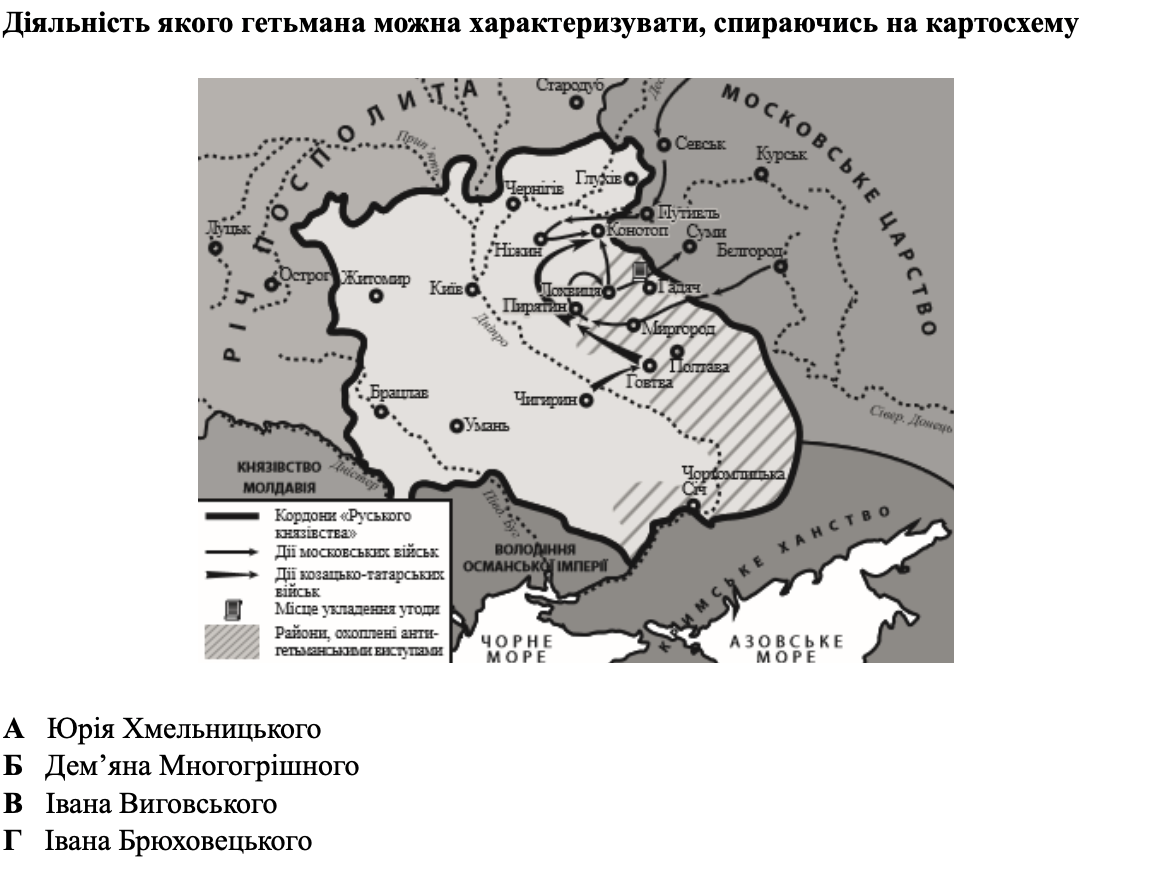 Діяльність якого гетьмана можна характеризувати, спираючись на картосхему
РІЧ ПОСПОЛИТА
МОСКОВСЬКЕ ЦАРСТВО
Стародуб
Прип'ять
Севськ
Курськ
Глухів
Чернігів
Путивль
Луцьк
Конотоп
Суми
Ніжин
Бєлгород
Острог
Житомир
Київ
Лохвиця
Гадяч
Пирятин
Дніпро
Миргород
Полтава
Говтва
Брацлав
Чигирин
Умань
Сівер. Донець
КНЯЗІВСТВО
МОЛДАВІЯ
Дністер
Чортомлицька
Січ
Півд. Буг
ВОЛОДІННЯ
ОСМАНСЬКОЇ ІМПЕРІЇ
КРИМСЬКЕ ХАНСТВО
ЧОРНЕ
МОРЕ
АЗОВСЬКЕ
МОРЕ
Кордони «Руського
князівства»
Дії московських військ
Дії козацько-татарських
військ
Місце укладення угоди
Райони, охоплені анти-
гетьманськими виступами
А Юрія Хмельницького
Б Дем’яна Многогрішного
В Івана Виговського
Г Івана Брюховецького